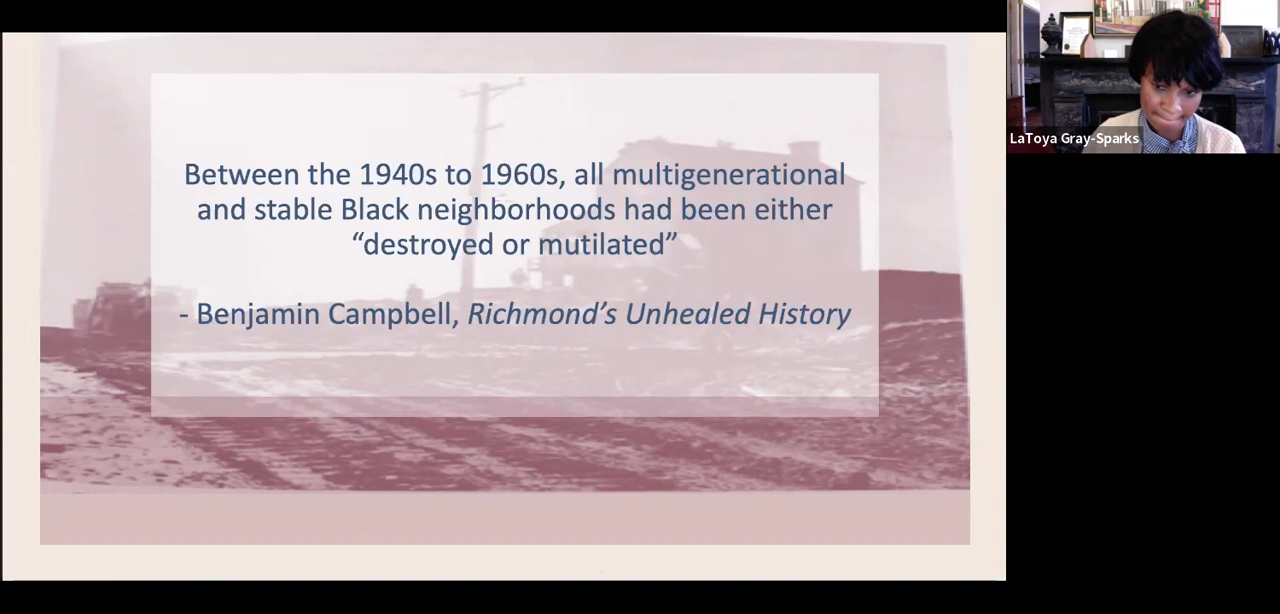 Between the 1940s to 1960s, all multigenerational
and stable Black neighborhoods had been either
“destroyed or mutilated”
- Benjamin Campbell, Richmond’s Unhealed History
LaToya Gray-Sparks